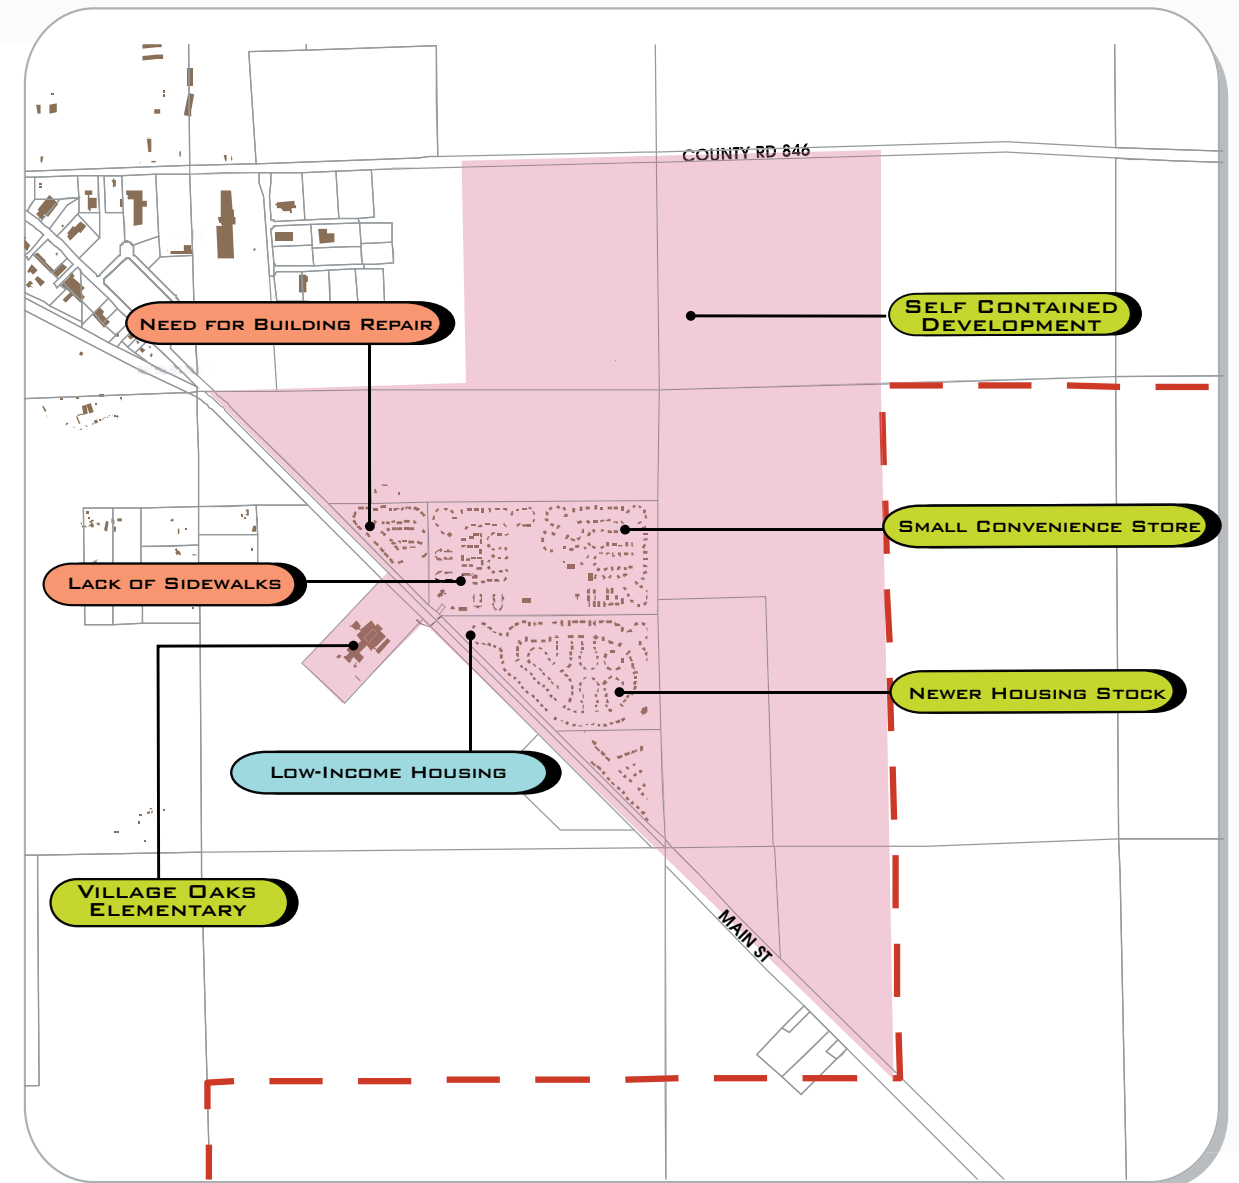 COUNTY RD 846
NEED FOR BUILDING REPAIR
SELF CONTAINED
DEVELOPMENT
SMALL CONVENIENCE STORE
LACK OF SIDEWALKS
NEWER HOUSING STOCK
LOW-INCOME HOUSING
VILLAGE OAKS
ELEMENTARY
MAIN ST